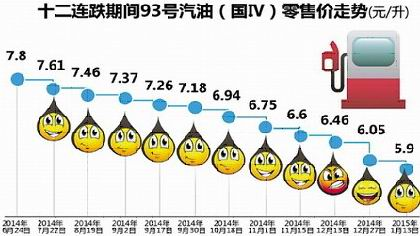 十二连跌期间93号汽油（国Ⅳ）零售价走势(元/升)
7.8
7.61
7.46
7.37
7.26
7.18
6.94
6.75
6.6
6.46
6.05
5.9
2014年
6月24日
2014年
7月22日
2014年
8月19日
2014年
9月2日
2014年
9月17日
2014年
9月30日
2014年
10月18日
2014年
11月1日
2014年
11月15日
2014年
11月29日
2014年
12月13日
2015年
1月13日